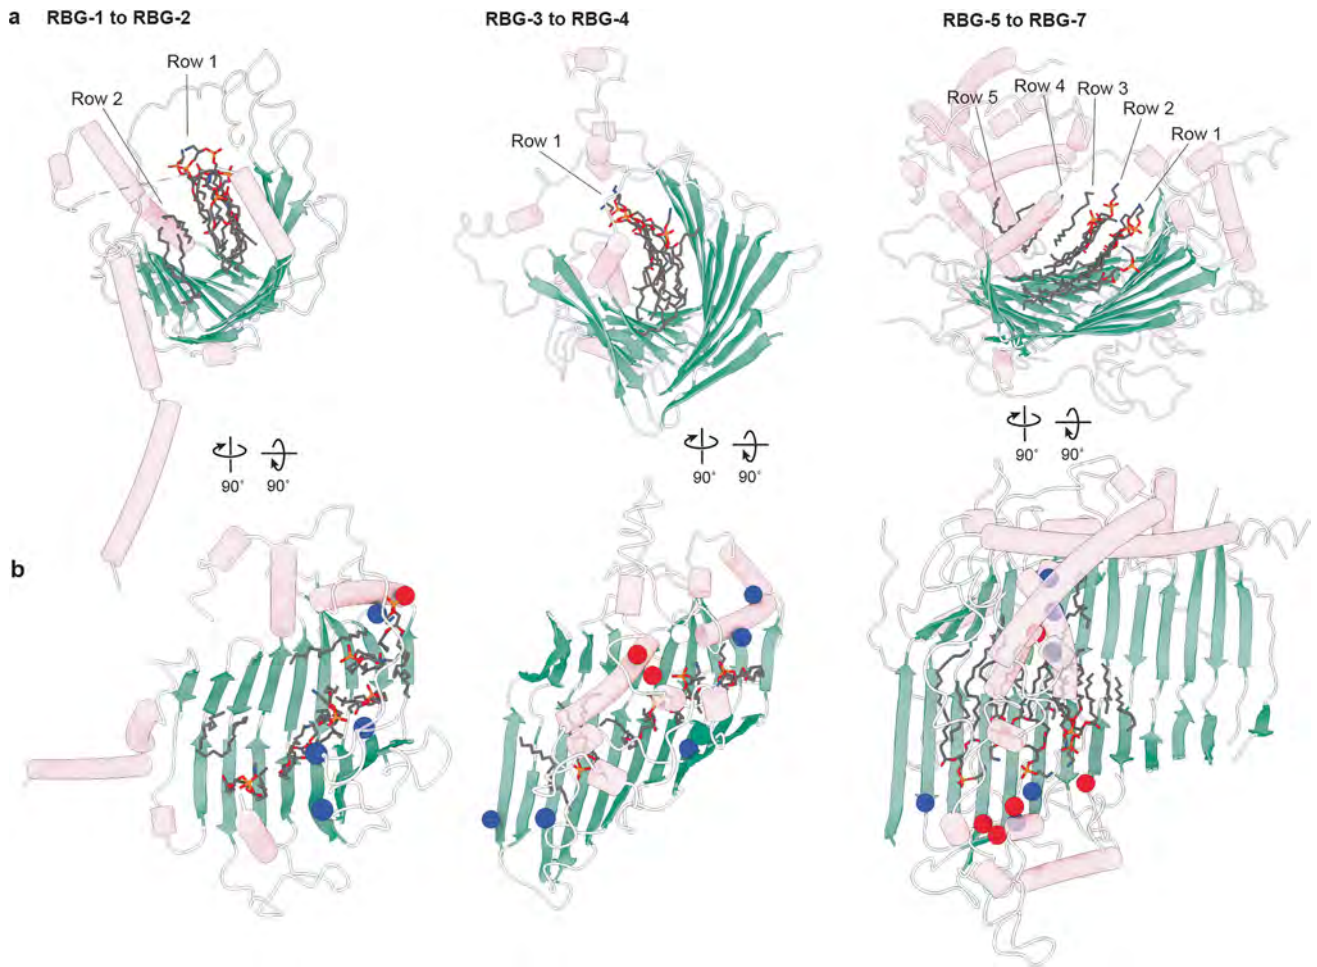 a RBG-1 to RBG-2 RBG-3 to RBG-4 RBG-5 to RBG-7
Row 1
Row 2
Row 1
Row 5
Row 4
Row 3
Row 2
Row 1
90° 90°
90° 90°
90° 90°
b